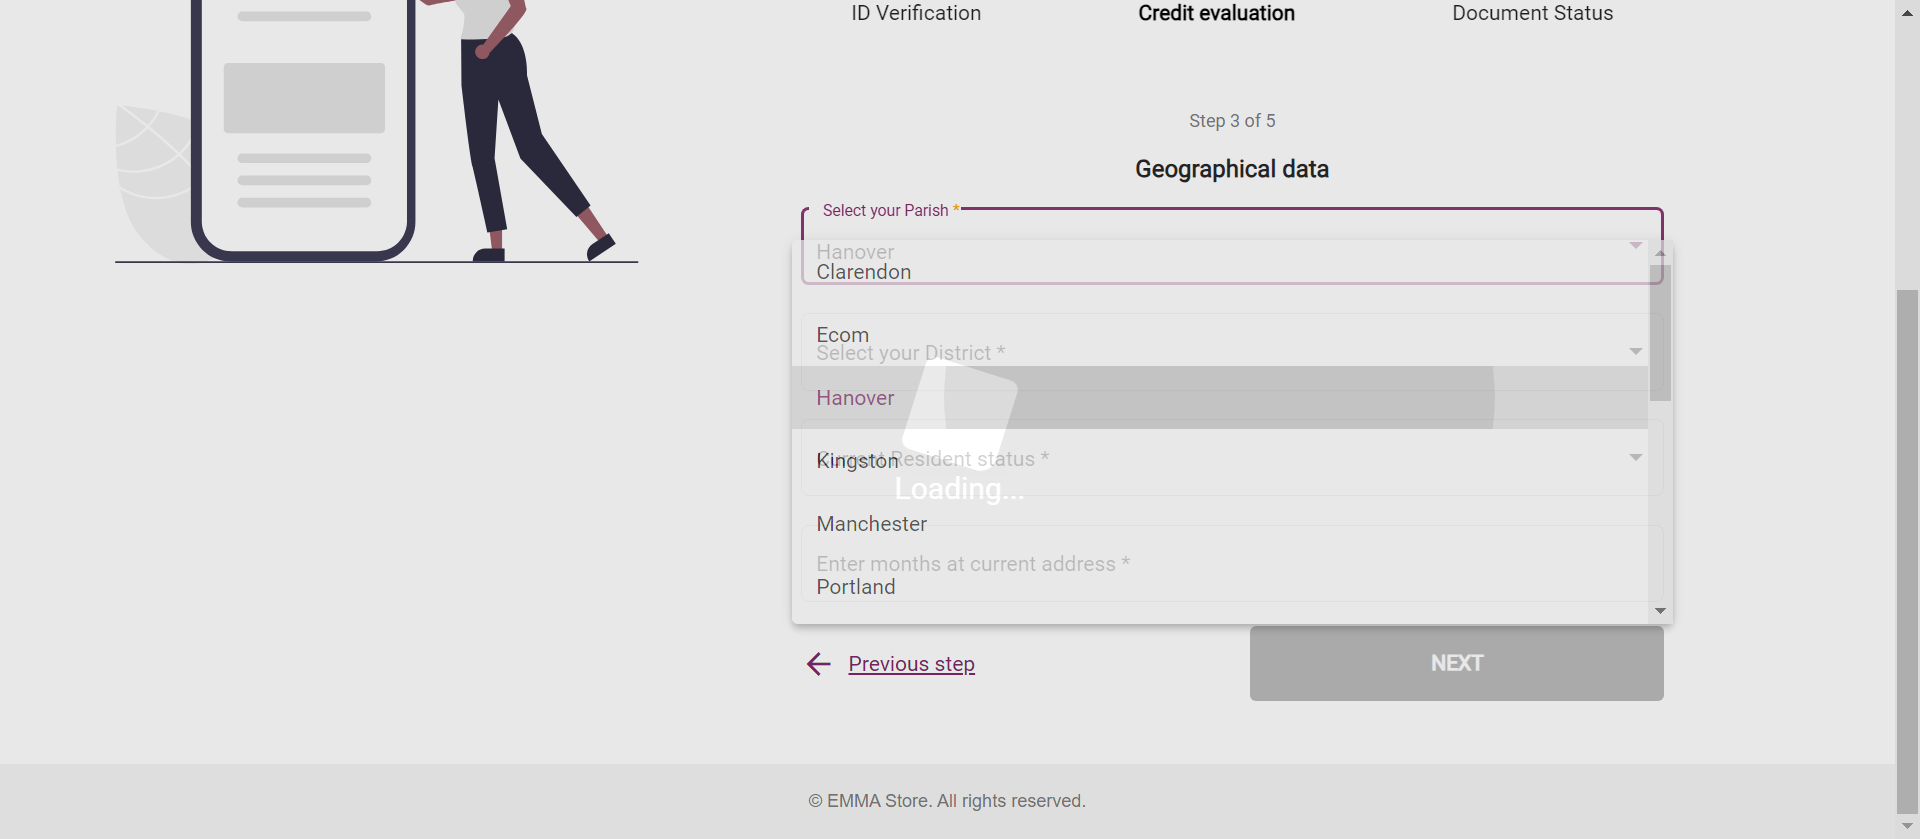 ID Verification
Credit evaluation
Document Status
Step 3 of 5
Geographical data
Select your Parish *
Hanover
Clarendon
Ecom
Select your District *
Hanover
Current Resident status *
Kingston
Loading...
Manchester
Enter months at current address *
Portland
Previous step
NEXT
© EMMA Store. All rights reserved.